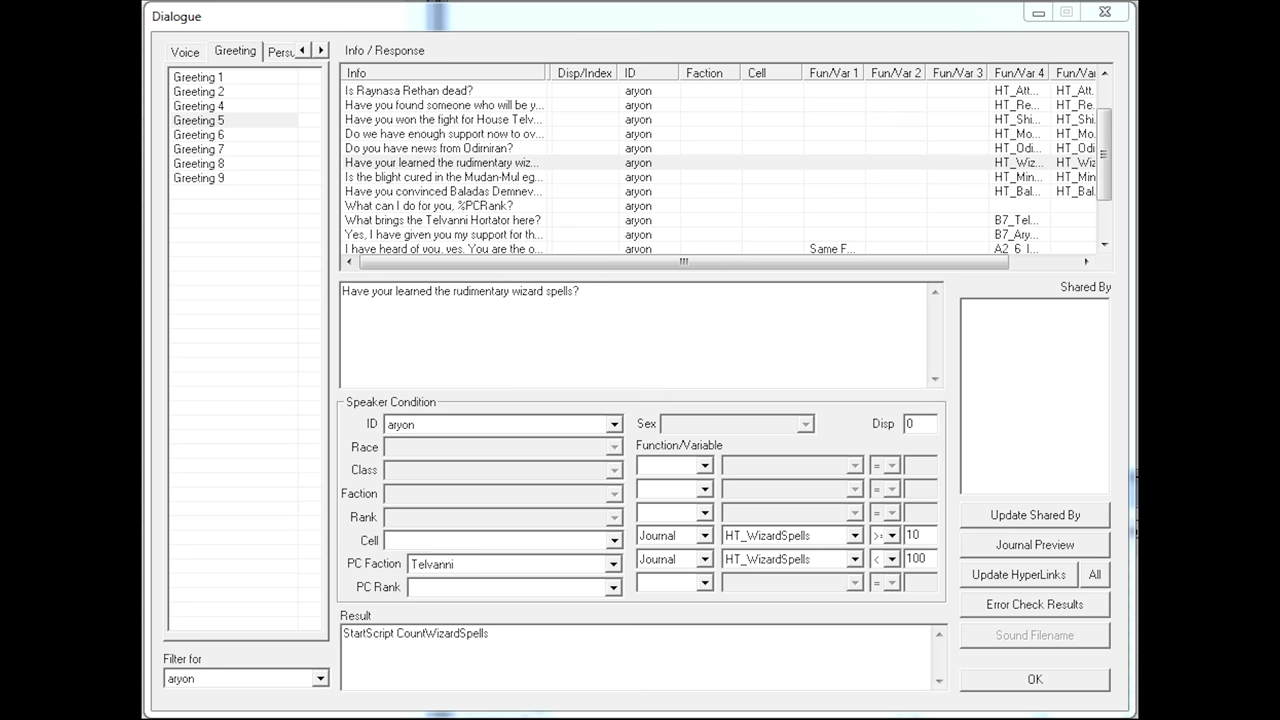 Dialogue
Voice Greeting Persu
Greeting 1
Greeting 2
Greeting 4
Greeting 5
Greeting 6
Greeting 7
Greeting 8
Greeting 9
Filter for
aryon
Info / Response
Info Disp/Index ID Faction Cell Fun/Var 1 Fun/Var 2 Fun/Var 3 Fun/Var 4 Fun/Var
Is Raynasa Rethan dead? aryon HT_Att... HT_Att.
Have you found someone who will be y... aryon HT_Re... HT_Re.
Have you won the fight for House Telv... aryon HT_Shi... HT_Shi.
Do we have enough support now to ov... aryon HT_Mo... HT_Mo.
Do you have news from Odirniran? aryon HT_Odi... HT_Odi
Have your learned the rudimentary wiz... aryon HT_Wiz... HT_Wiz
Is the blight cured in the Mudan-Mul eg... aryon HT_Min... HT_Min
Have you convinced Baladas Demnev... aryon HT_Bal... HT_Bal.
What can I do for you, %PCRank? aryon
What brings the Telvanni Hortator here? aryon B7_Tel...
Yes, I have given you my support for th... aryon B7_Ary...
I have heard of you, yes. You are the o... aryon Same F... A2_6_I...
Have your learned the rudimentary wizard spells?
Shared By
Speaker Condition
ID aryon
Race
Class
Faction
Rank
Cell
PC Faction Telvanni
PC Rank
Sex Disp 0
Function/Variable
=
=
=
Journal HT_WizardSpells >= 10
Journal HT_WizardSpells < 100
=
Result
StartScript CountWizardSpells
Update Shared By
Journal Preview
Update HyperLinks All
Error Check Results
Sound Filename
OK